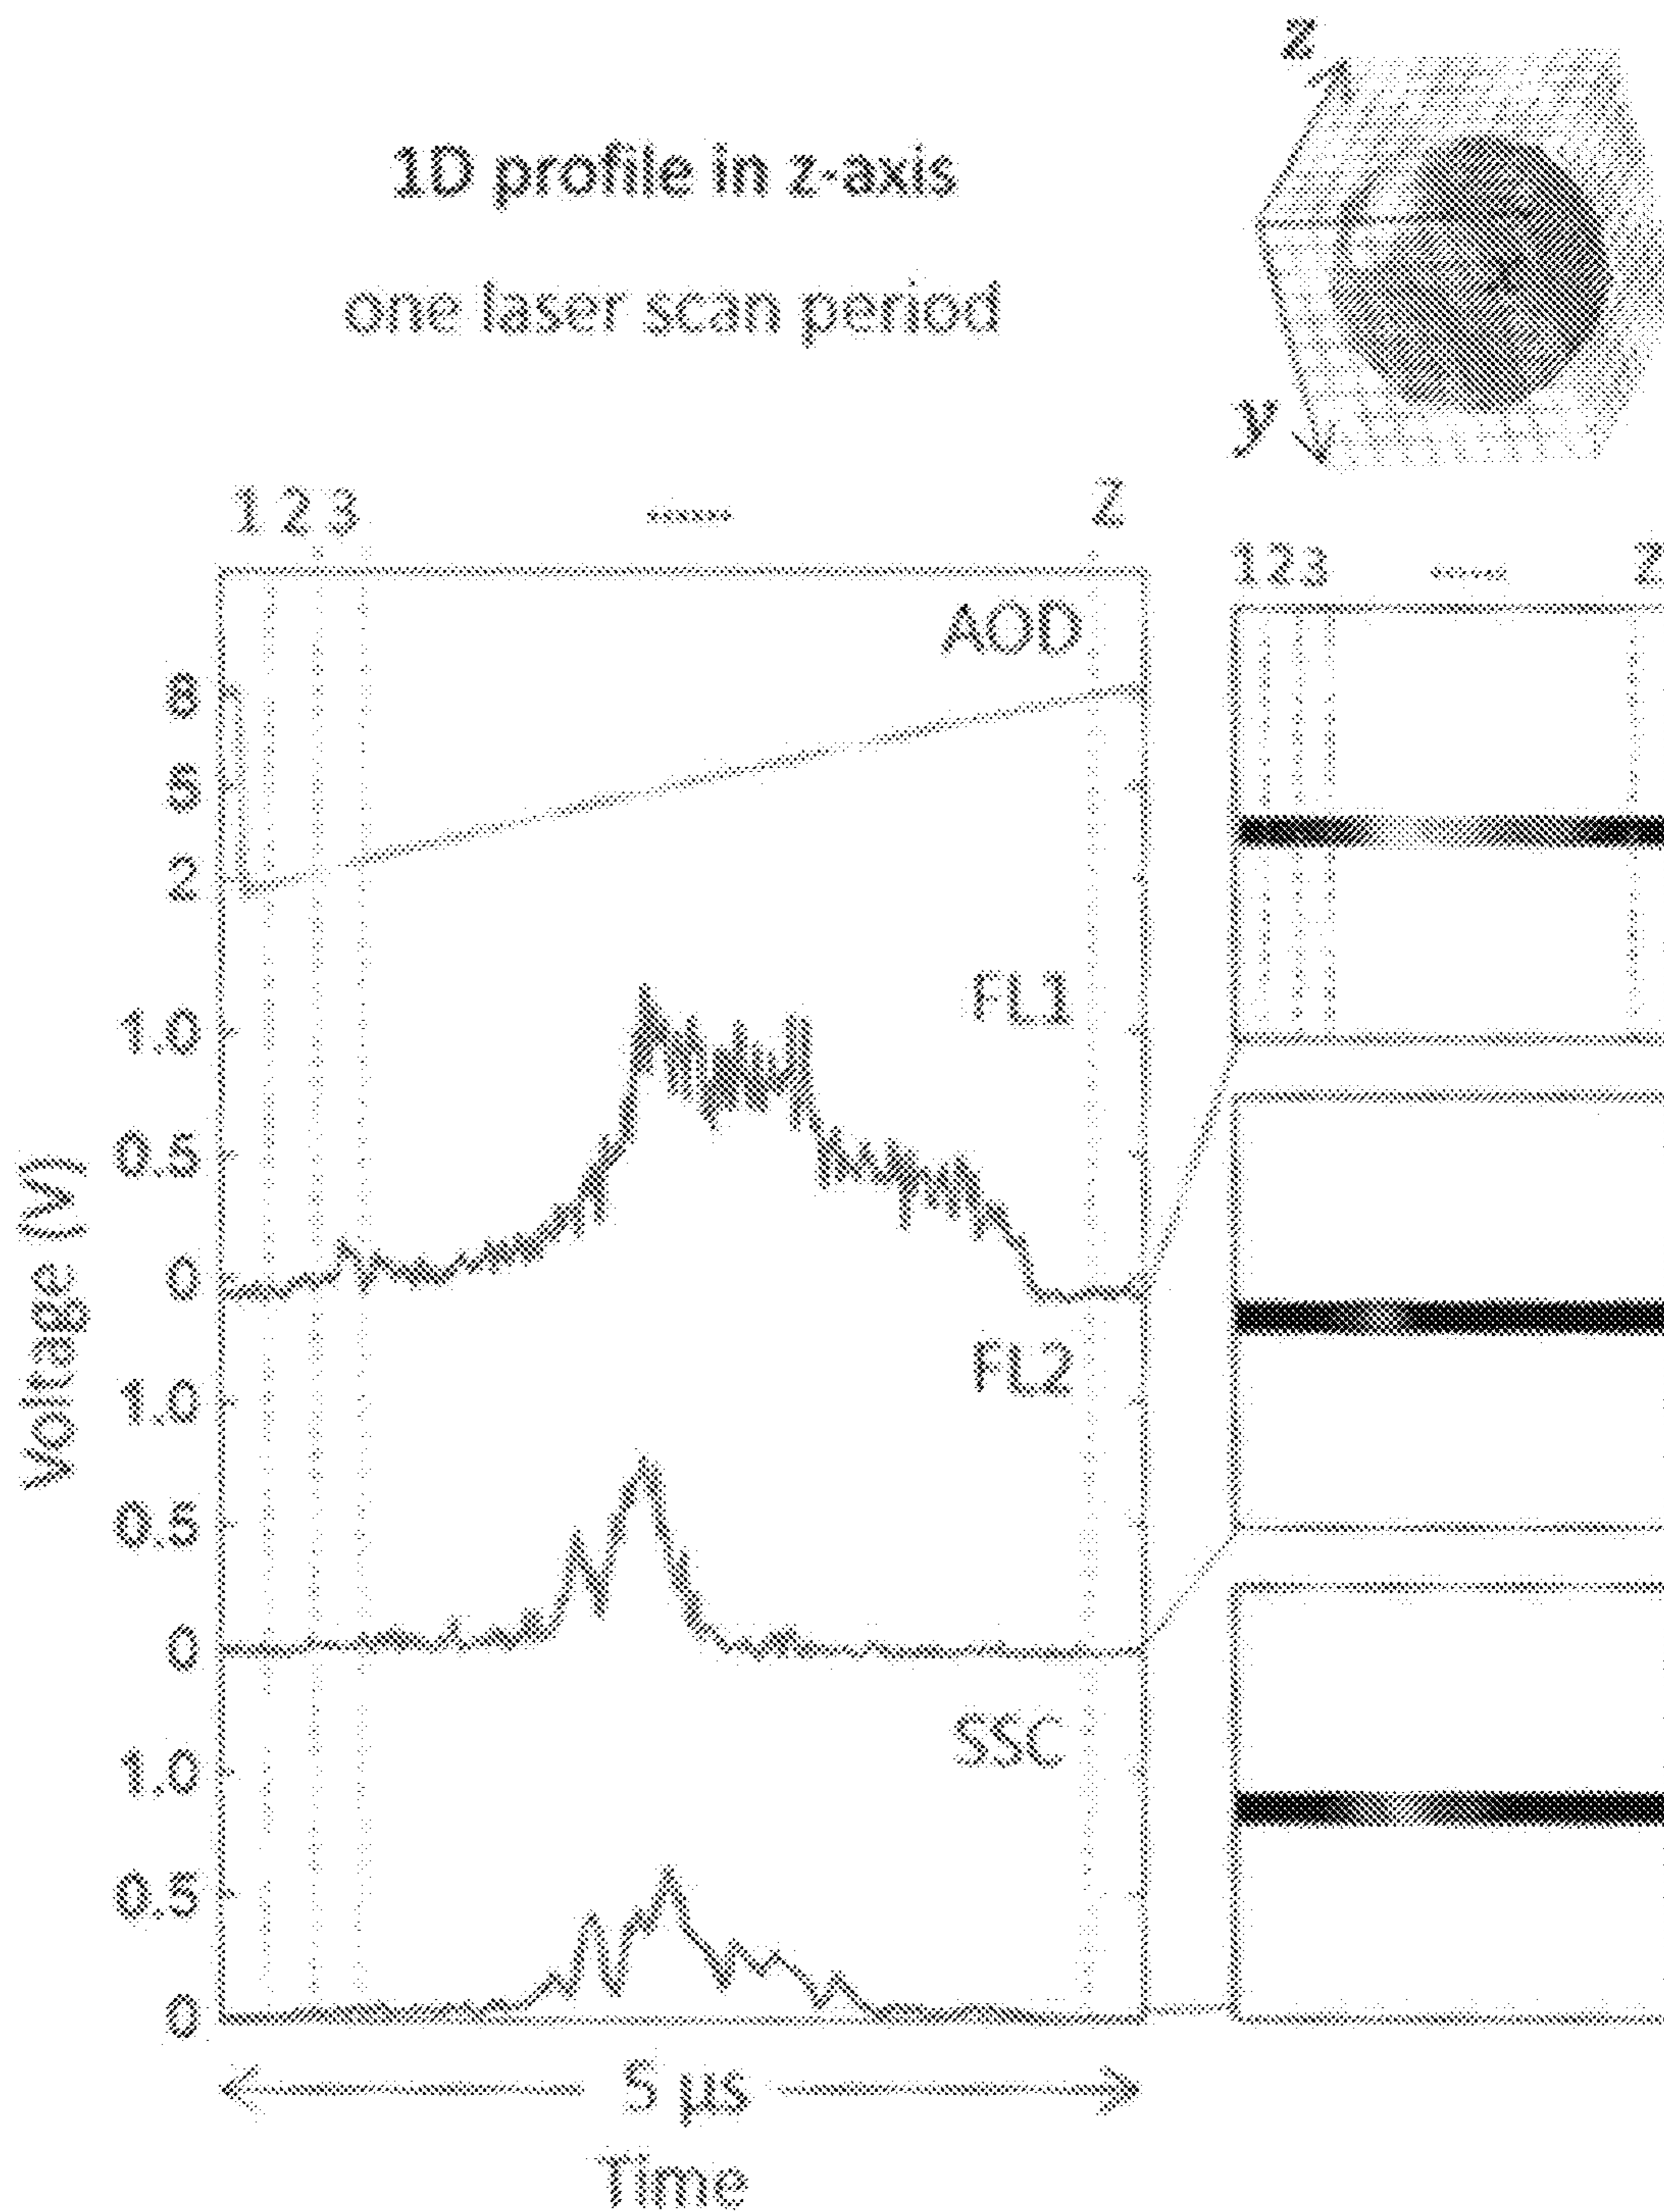 z
1D profile in z-axis
one laser scan period
y
1 2 3 ...... Z
1 2 3 ...... Z
AOD
8
5
2
FL1
1.0
0.5
0
FL2
1.0
0.5
0
SSC
1.0
0.5
0
Voltage (V)
5 µs
Time